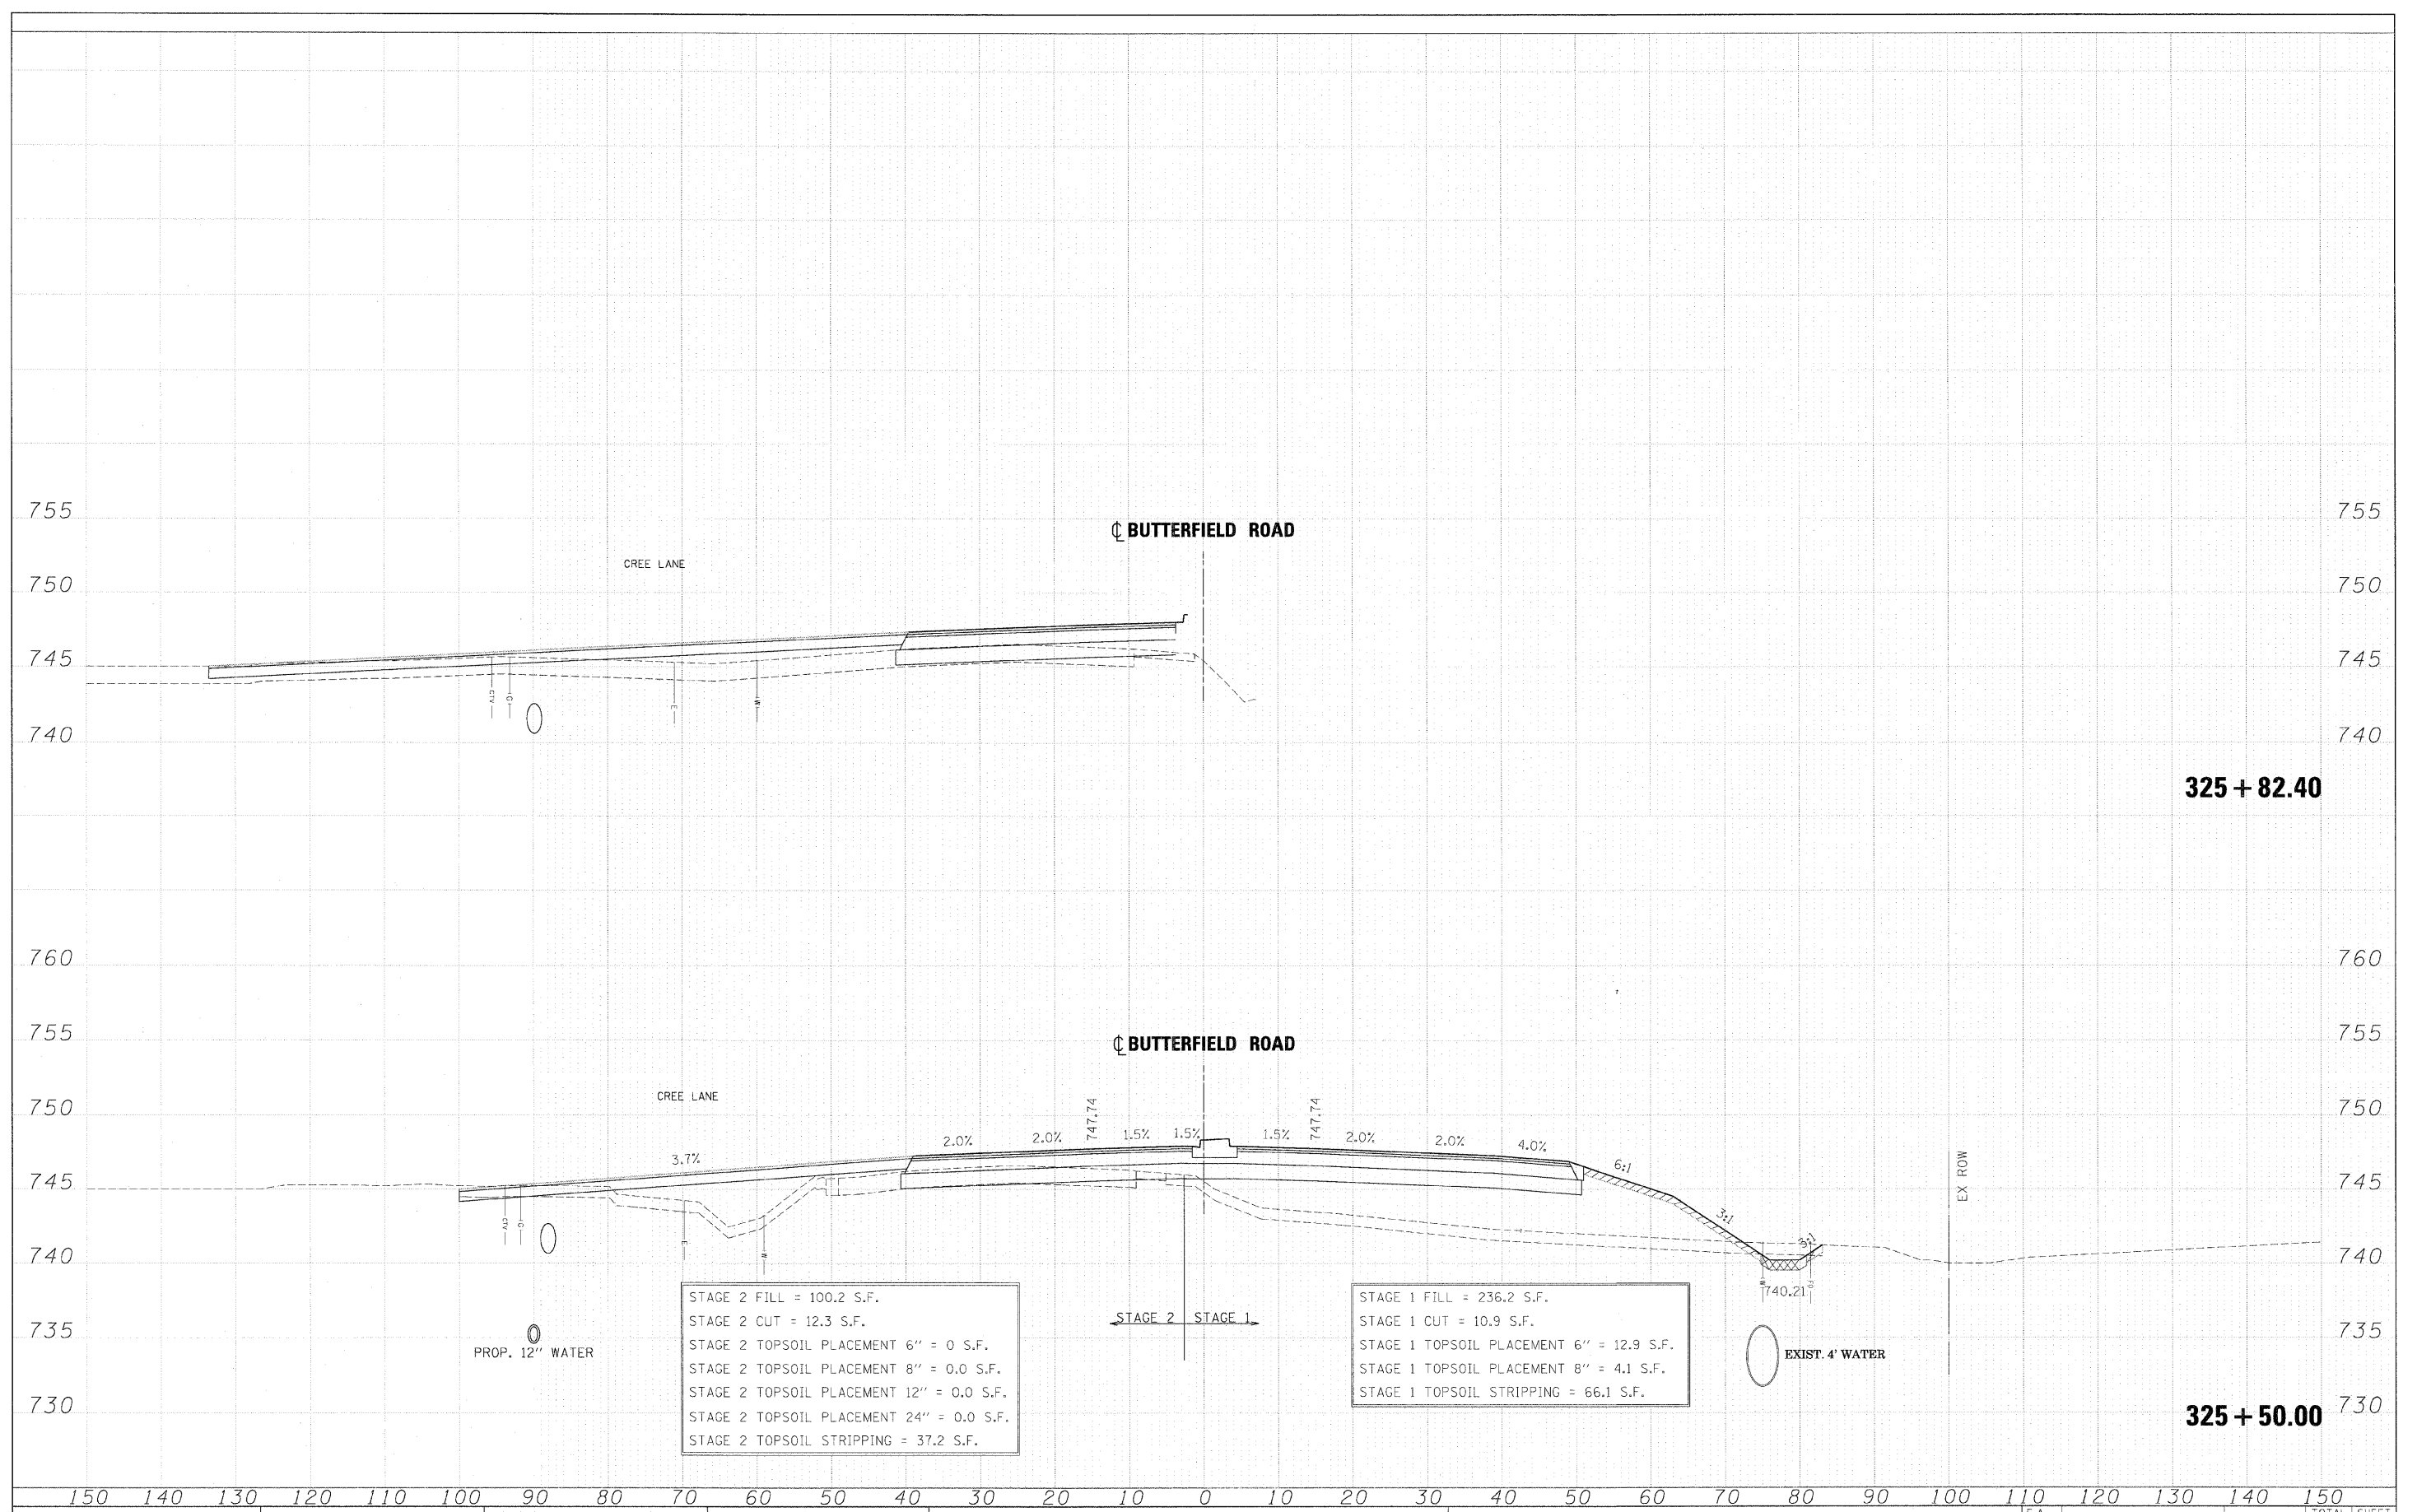 755 755
℄ BUTTERFIELD ROAD
CREE LANE
750 750
745 745
CTV G E W
740 740
325+82.40
760 760
755 755
℄ BUTTERFIELD ROAD
CREE LANE
750 747.74 747.74 750
3.7% 2.0% 2.0% 1.5% 1.5% 1.5% 2.0% 2.0% 4.0% 6:1
EX ROW
745 745
3:1 3:1
CTV G E W
740 740
740.21
STAGE 2 FILL = 100.2 S.F.
STAGE 2 CUT = 12.3 S.F.
STAGE 2 TOPSOIL PLACEMENT 6" = 0 S.F.
STAGE 2 TOPSOIL PLACEMENT 8" = 0.0 S.F.
STAGE 2 TOPSOIL PLACEMENT 12" = 0.0 S.F.
STAGE 2 TOPSOIL PLACEMENT 24" = 0.0 S.F.
STAGE 2 TOPSOIL STRIPPING = 37.2 S.F.
STAGE 2 STAGE 1
STAGE 1 FILL = 236.2 S.F.
STAGE 1 CUT = 10.9 S.F.
STAGE 1 TOPSOIL PLACEMENT 6" = 12.9 S.F.
STAGE 1 TOPSOIL PLACEMENT 8" = 4.1 S.F.
STAGE 1 TOPSOIL STRIPPING = 66.1 S.F.
735 735
PROP. 12" WATER
EXIST. 4' WATER
730 730
325+50.00
150 140 130 120 110 100 90 80 70 60 50 40 30 20 10 0 10 20 30 40 50 60 70 80 90 100 110 120 130 140 150